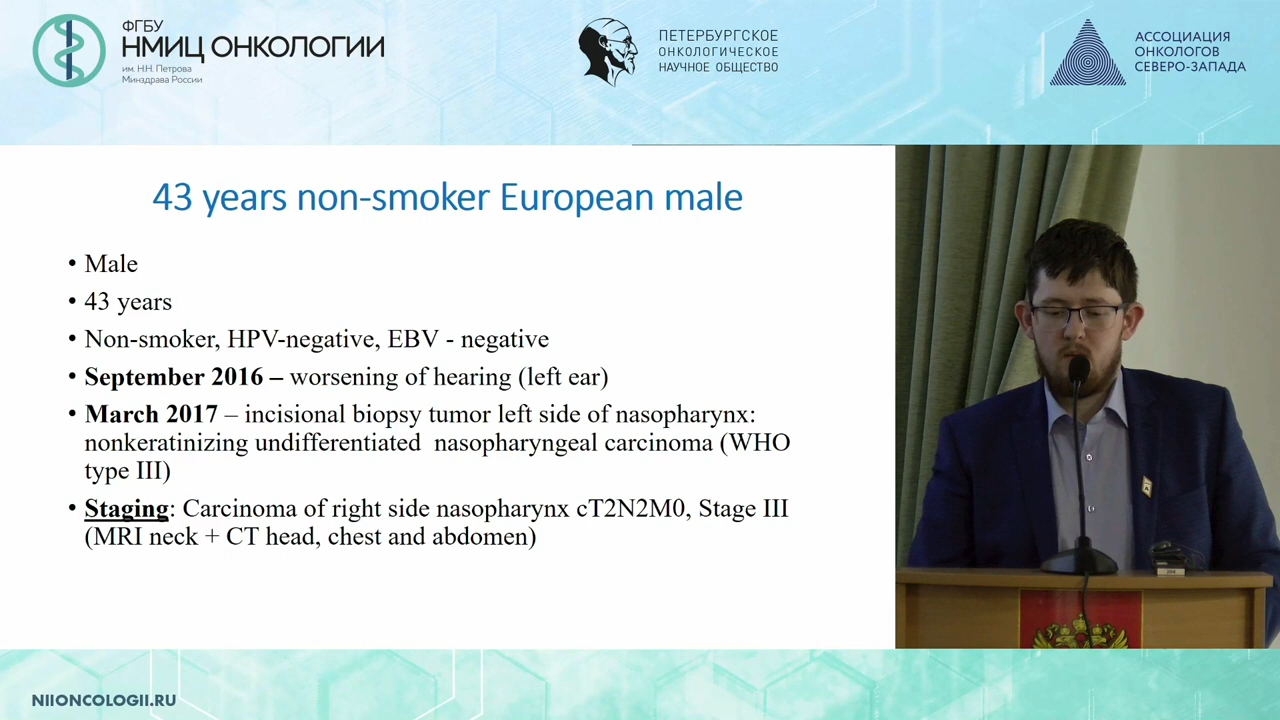 ФГБУ
НМИЦ ОНКОЛОГИИ
им. Н.Н. Петрова
Минздрава России
ПЕТЕРБУРГСКОЕ
ОНКОЛОГИЧЕСКОЕ
НАУЧНОЕ ОБЩЕСТВО
АССОЦИАЦИЯ
ОНКОЛОГОВ
СЕВЕРО-ЗАПАДА
43 years non-smoker European male
• Male
• 43 years
• Non-smoker, HPV-negative, EBV - negative
• September 2016 – worsening of hearing (left ear)
• March 2017 – incisional biopsy tumor left side of nasopharynx:
nonkeratinizing undifferentiated nasopharyngeal carcinoma (WHO
type III)
• Staging: Carcinoma of right side nasopharynx cT2N2M0, Stage III
(MRI neck + CT head, chest and abdomen)
NIIONCOLOGII.RU